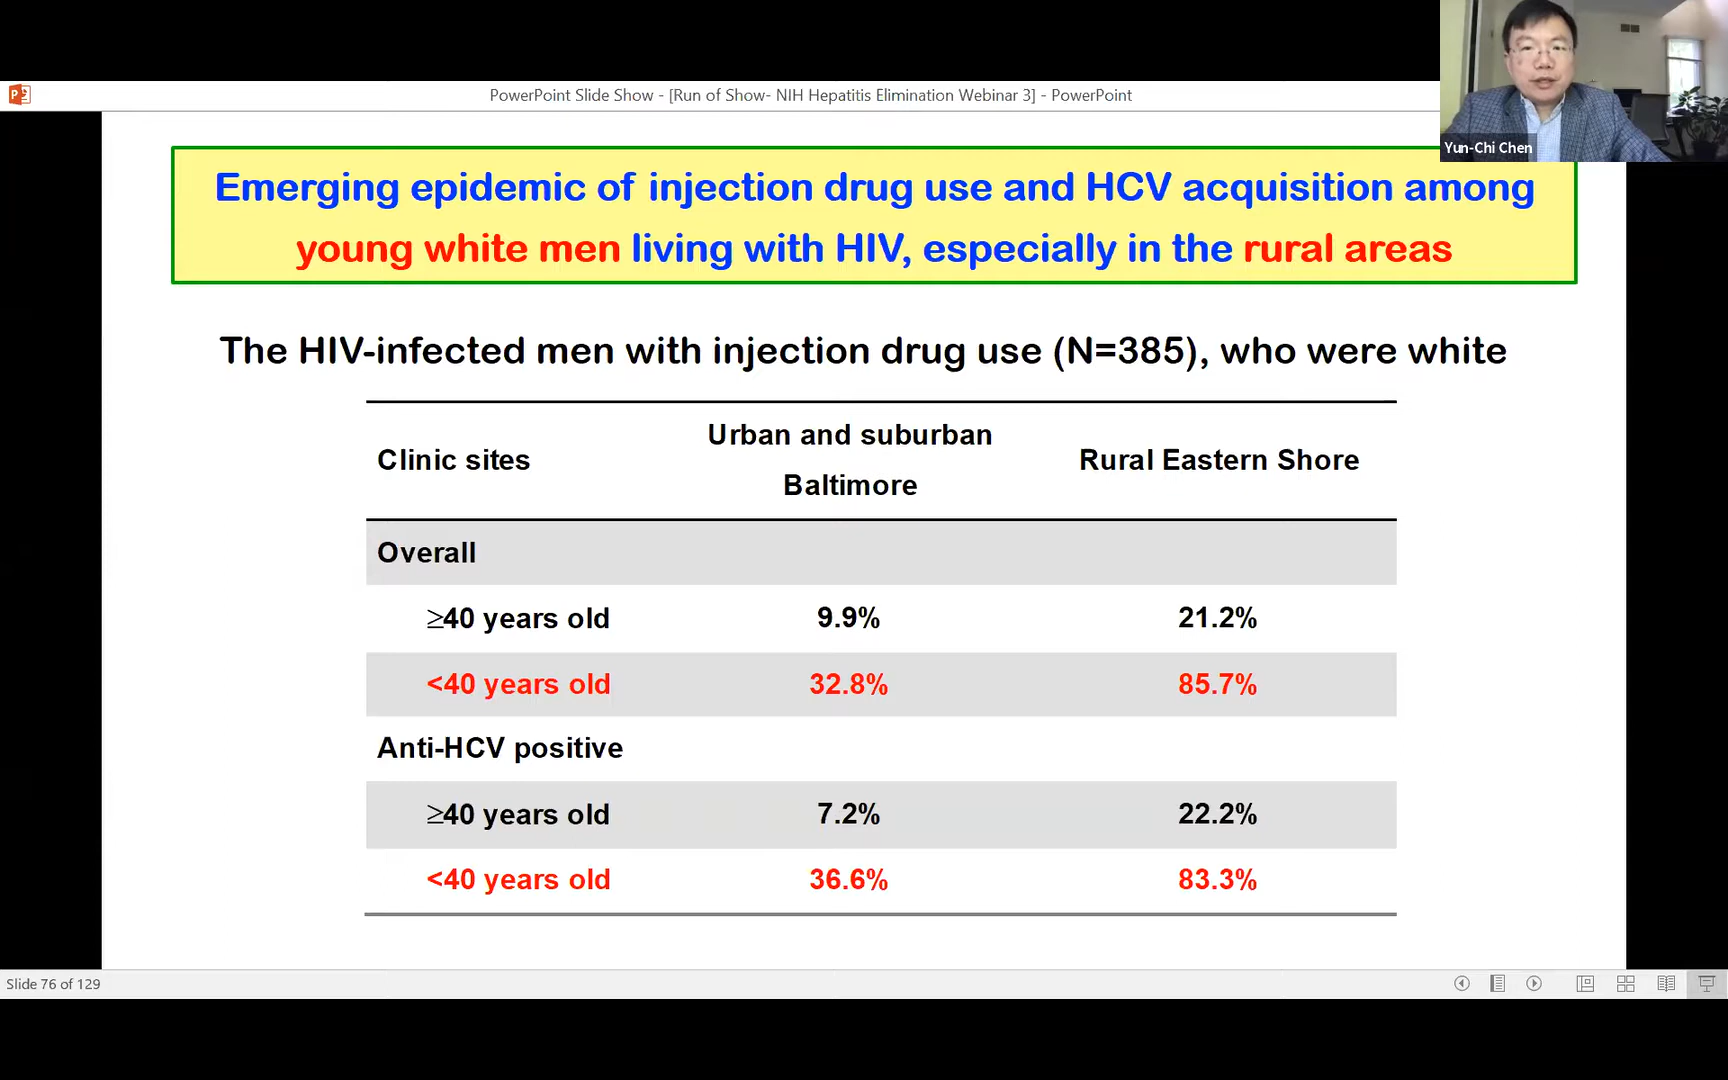 PowerPoint Slide Show - [Run of Show- NIH Hepatitis Elimination Webinar 3] - PowerPoint
Yun-Chi Chen
Emerging epidemic of injection drug use and HCV acquisition among
young white men living with HIV, especially in the rural areas
The HIV-infected men with injection drug use (N=385), who were white
Clinic sites
Urban and suburban
Baltimore
Rural Eastern Shore
Overall
≥40 years old 9.9% 21.2%
<40 years old 32.8% 85.7%
Anti-HCV positive
≥40 years old 7.2% 22.2%
<40 years old 36.6% 83.3%
Slide 76 of 129